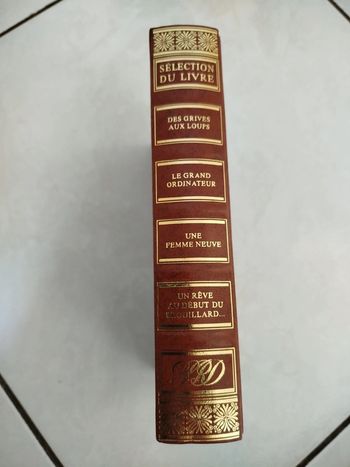 SÉLECTION
DU LIVRE
DES GRIVES
AUX LOUPS
LE GRAND
ORDINATEUR
UNE
FEMME NEUVE
UN RÊVE
AU DÉBUT DU
BROUILLARD...